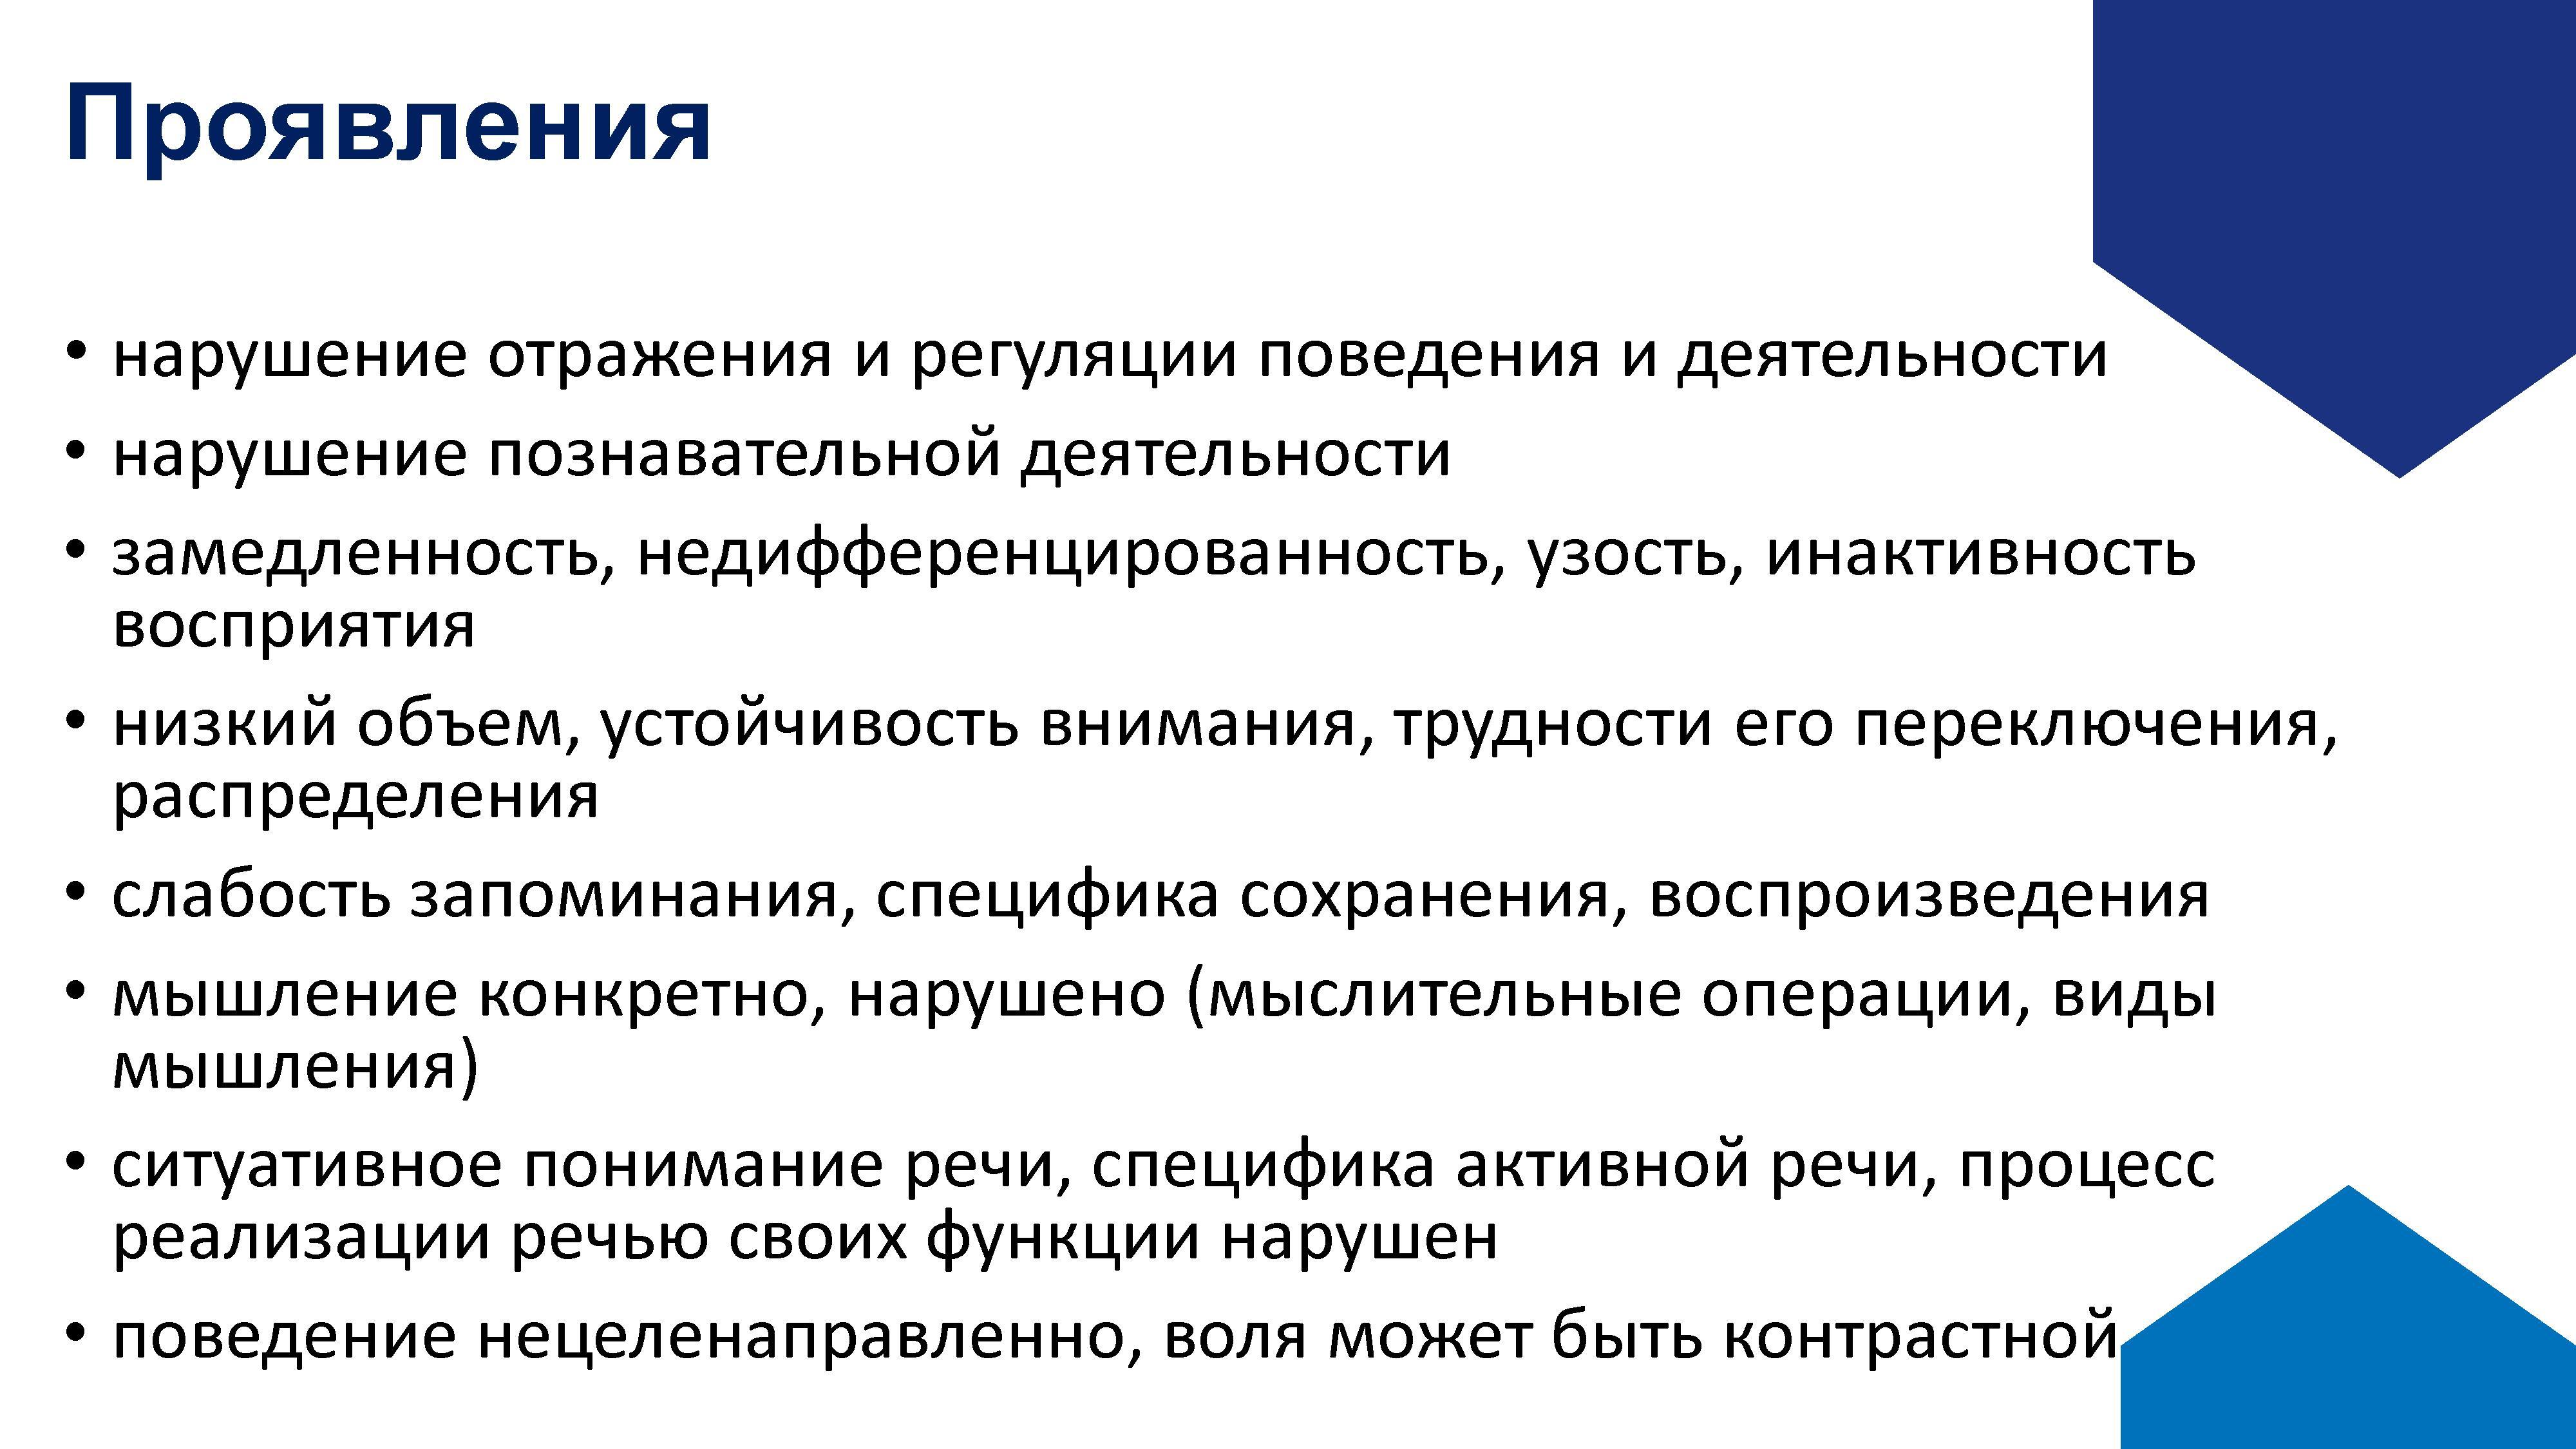 Проявления
• нарушение отражения и регуляции поведения и деятельности
• нарушение познавательной деятельности
• замедленность, недифференцированность, узость, инактивность
восприятия
• низкий объем, устойчивость внимания, трудности его переключения,
распределения
• слабость запоминания, специфика сохранения, воспроизведения
• мышление конкретно, нарушено (мыслительные операции, виды
мышления)
• ситуативное понимание речи, специфика активной речи, процесс
реализации речью своих функции нарушен
• поведение нецеленаправленно, воля может быть контрастной